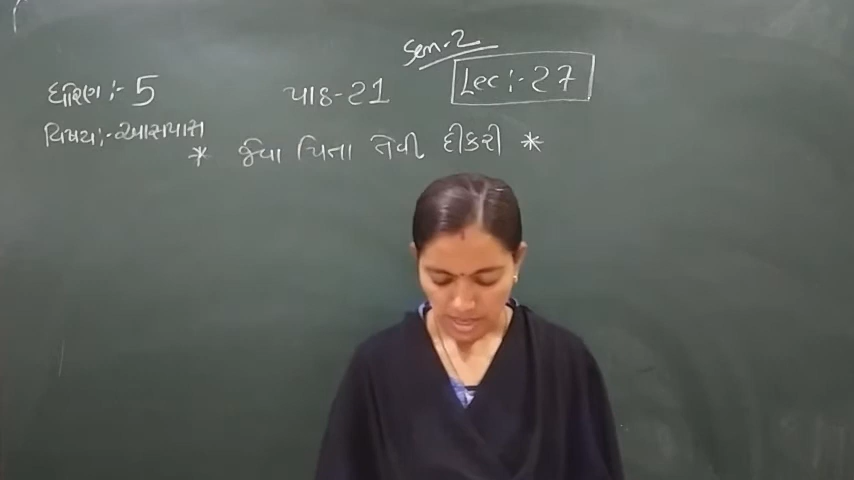 Sem-2
ધોરણ :- 5 પાઠ-21 Lec :- 27
વિષય :- આસપાસ
* જેવા પિતા તેવી દીકરી *